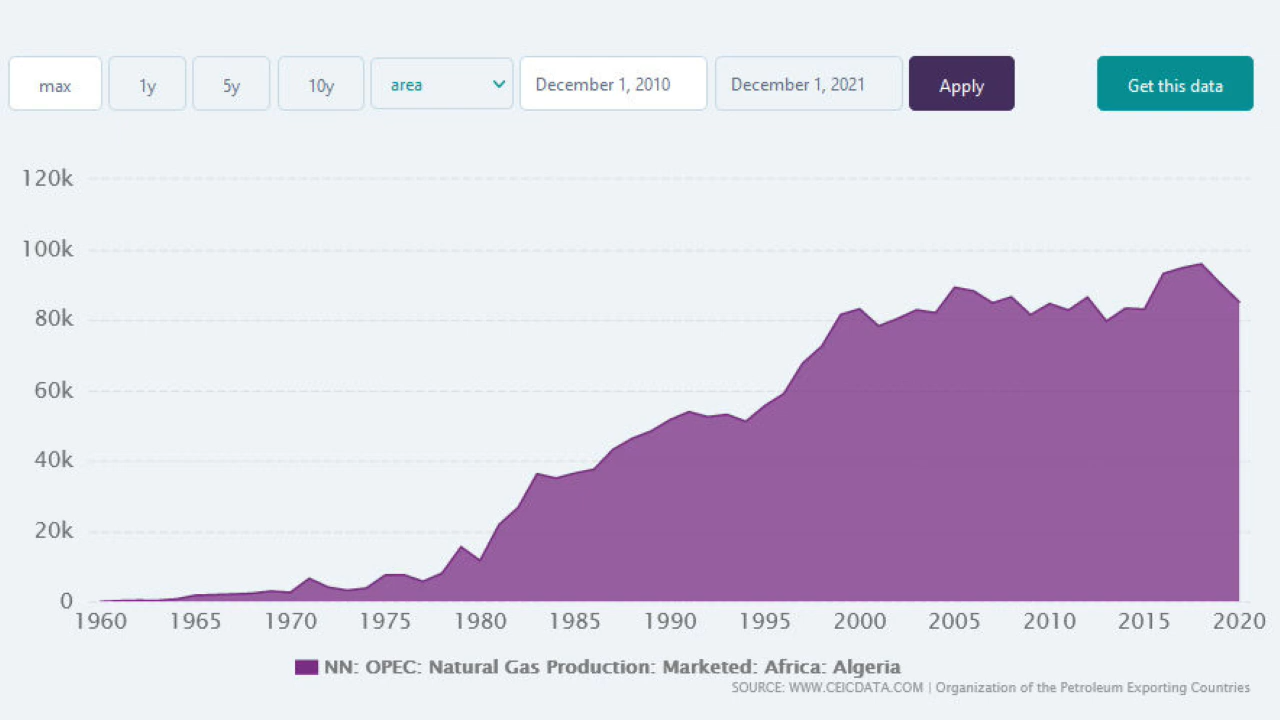 max 1y 5y 10y area December 1, 2010 December 1, 2021 Apply Get this data
120k
100k
80k
60k
40k
20k
0
1960 1965 1970 1975 1980 1985 1990 1995 2000 2005 2010 2015 2020
NN: OPEC: Natural Gas Production: Marketed: Africa: Algeria
SOURCE: WWW.CEICDATA.COM | Organization of the Petroleum Exporting Countries